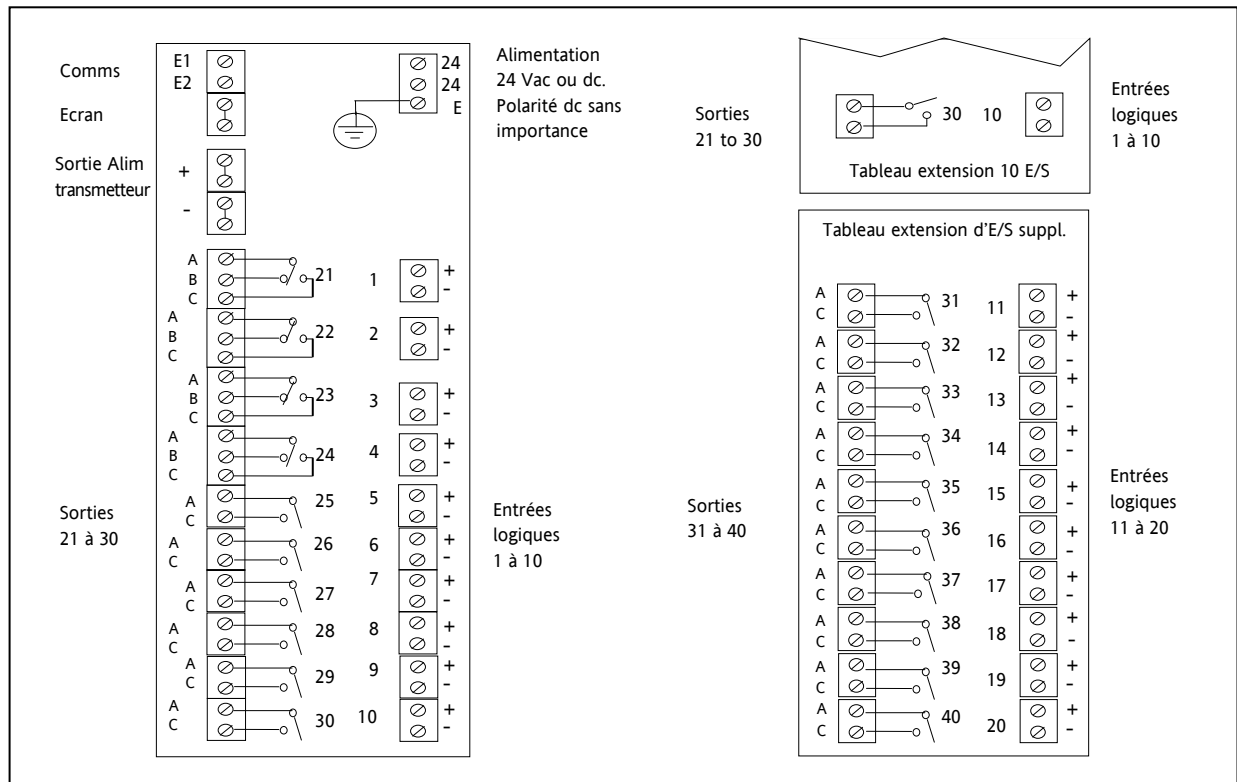 Comms
E1
E2
Ecran
Sortie Alim
transmetteur
+
-
24
24
E
Alimentation
24 Vac ou dc.
Polarité dc sans
importance
A
B
C
21
1
+
-
A
B
C
22
2
+
-
A
B
C
23
3
+
-
A
B
C
24
4
+
-
A
C
25
5
+
-
A
C
26
6
+
-
A
C
27
7
+
-
A
C
28
8
+
-
A
C
29
9
+
-
A
C
30
10
+
-
Sorties
21 à 30
Entrées
logiques
1 à 10
Sorties
21 to 30
30
10
Entrées
logiques
1 à 10
Tableau extension 10 E/S
Tableau extension d'E/S suppl.
A
C
31
11
+
-
A
C
32
12
+
-
A
C
33
13
+
-
A
C
34
14
+
-
A
C
35
15
+
-
A
C
36
16
+
-
A
C
37
17
+
-
A
C
38
18
+
-
A
C
39
19
+
-
A
C
40
20
+
-
Sorties
31 à 40
Entrées
logiques
11 à 20